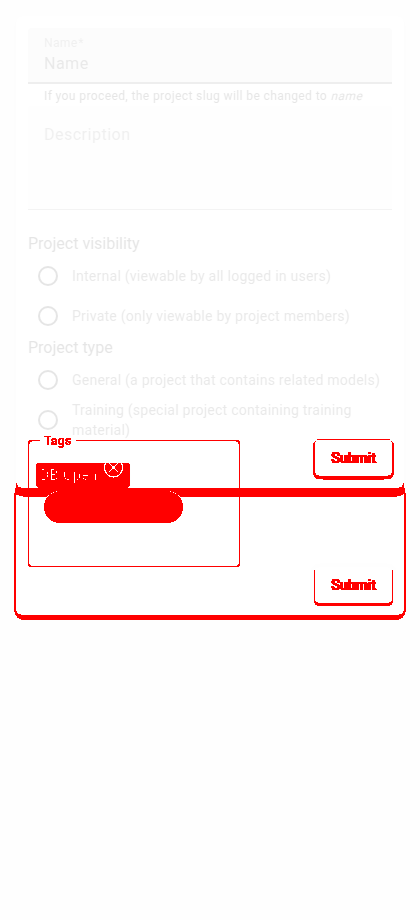 Name*
Name
If you proceed, the project slug will be changed to name
Description
Project visibility
Internal (viewable by all logged in users)
Private (only viewable by project members)
Project type
General (a project that contains related models)
Training (special project containing training
material)
Tags
Submit
Submit